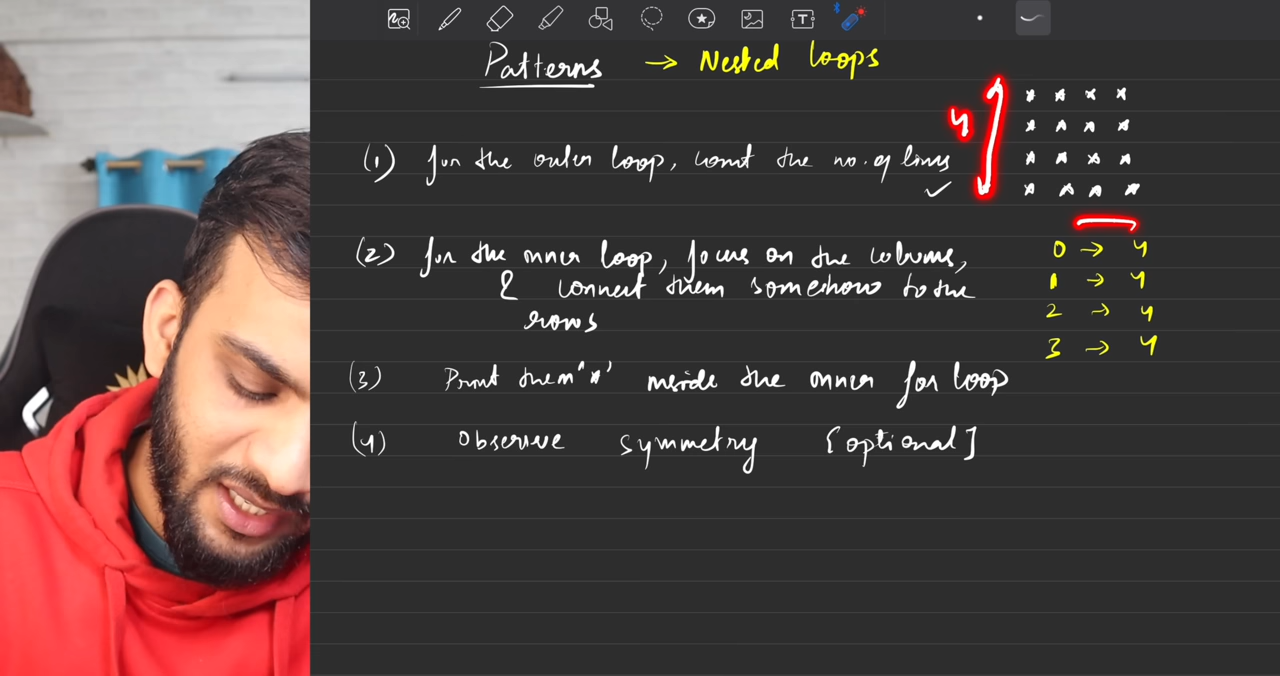 Patterns → Nested loops
* * * *
* * * *
* * * *
* * * *
4
(1) for the outer loop, count the no. of lines ✓
(2) for the inner loop, focus on the columns,
& connect them somehow to the
rows
0 → 4
1 → 4
2 → 4
3 → 4
(3) Print them '*' inside the inner for loop
(4) Observe symmetry [optional]